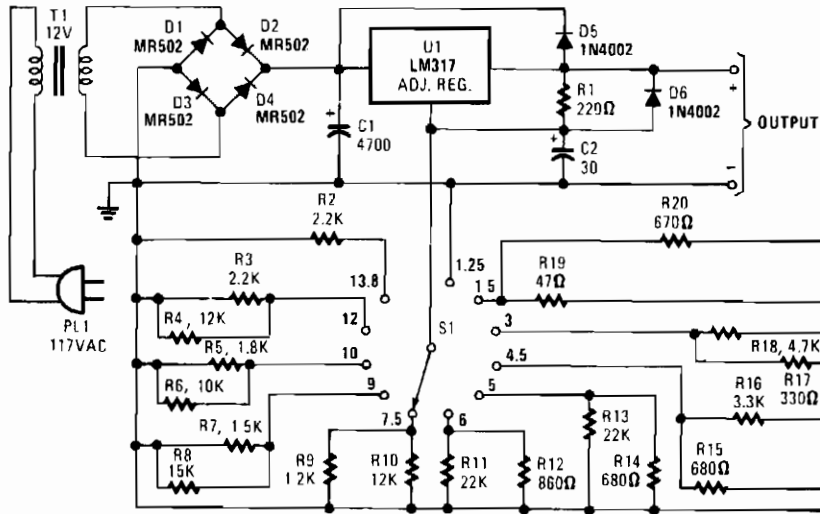 T1
12V
D1
MR502
D2
MR502
D3
MR502
D4
MR502
U1
LM317
ADJ. REG.
D5
1N4002
R1
220Ω
D6
1N4002
+
C1
4700
+
C2
30
+
OUTPUT
R2
2.2K
R20
670Ω
R3
2.2K
13.8
1.25
1 5
R19
47Ω
PL1
117VAC
R4, 12K
12
S1
3
R5, 1.8K
10
R18, 4.7K
4.5
R17
330Ω
R6, 10K
9
5
R16
3.3K
R7, 1 5K
7.5
6
R13
22K
R8
15K
R9
1 2K
R10
12K
R11
22K
R12
860Ω
R14
680Ω
R15
680Ω